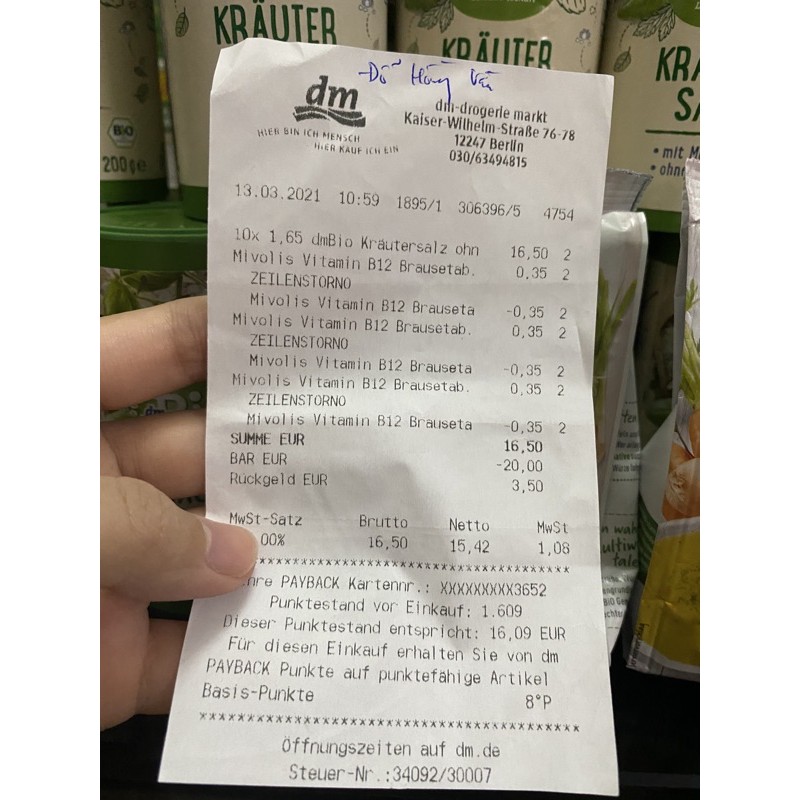 KRÄUTER
KRÄUTER
BIO
200 g e
Đỗ Hồng Vân
dm
HIER BIN ICH MENSCH
HIER KAUF ICH EIN
dm-drogerie markt
Kaiser-Wilhelm-Straße 76-78
12247 Berlin
030/63494815
13.03.2021 10:59 1895/1 306396/5 4754
10x 1,65 dmBio Kräutersalz ohn 16,50 2
Mivolis Vitamin B12 Brausetab. 0,35 2
ZEILENSTORNO
Mivolis Vitamin B12 Brauseta -0,35 2
Mivolis Vitamin B12 Brausetab. 0,35 2
ZEILENSTORNO
Mivolis Vitamin B12 Brauseta -0,35 2
Mivolis Vitamin B12 Brausetab. 0,35 2
ZEILENSTORNO
Mivolis Vitamin B12 Brauseta -0,35 2
SUMME EUR 16,50
BAR EUR -20,00
Rückgeld EUR 3,50
MwSt-Satz Brutto Netto MwSt
00% 16,50 15,42 1,08
*****************************************
hre PAYBACK Kartennr.: XXXXXXXXX3652
Punktestand vor Einkauf: 1.609
Dieser Punktestand entspricht: 16,09 EUR
Für diesen Einkauf erhalten Sie von dm
PAYBACK Punkte auf punktefähige Artikel
Basis-Punkte 8°P
*****************************************
Öffnungszeiten auf dm.de
Steuer-Nr.:34092/30007